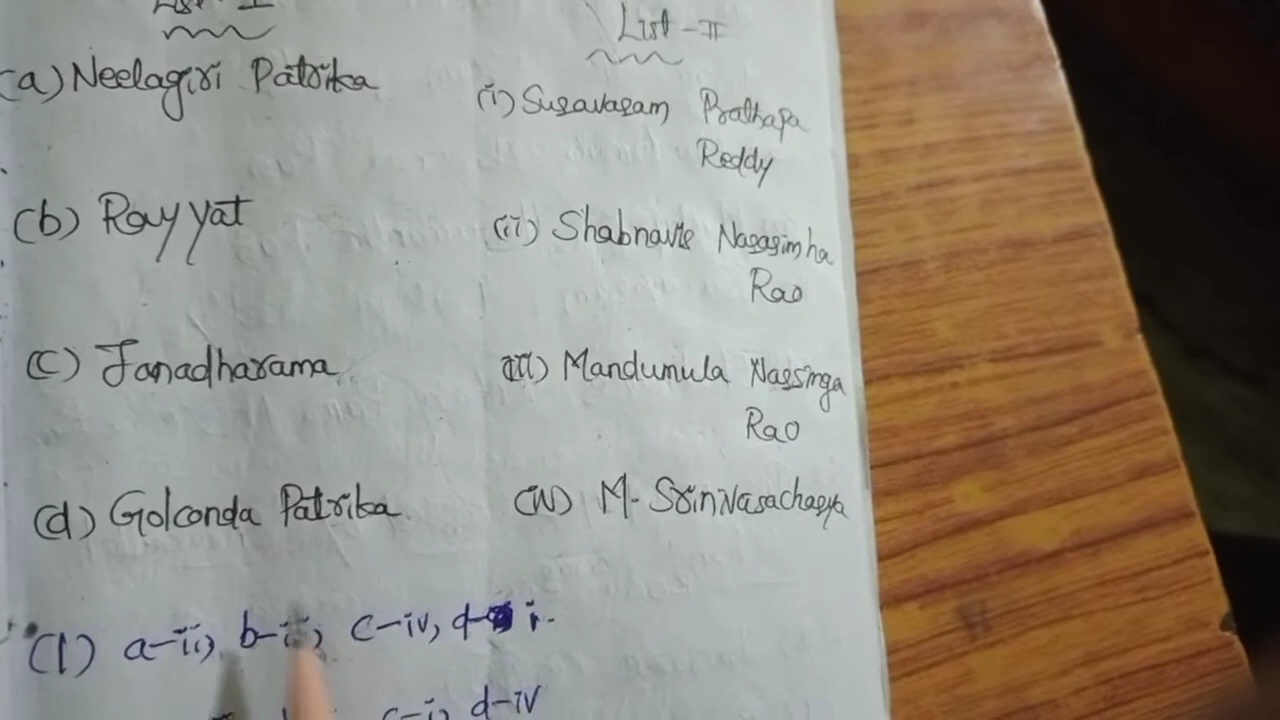 List - II
(a) Neelagiri Patrika
(i) Suravaram Prathapa
Reddy
(b) Rayyat
(ii) Shabnavis Narasimha
Rao
(c) Janadharama
(iii) Mandumula Narsinga
Rao
(d) Golconda Patrika
(iv) M. Srinivasacharya
(1) a-ii, c-iv, d- i.
c-i, d-iv